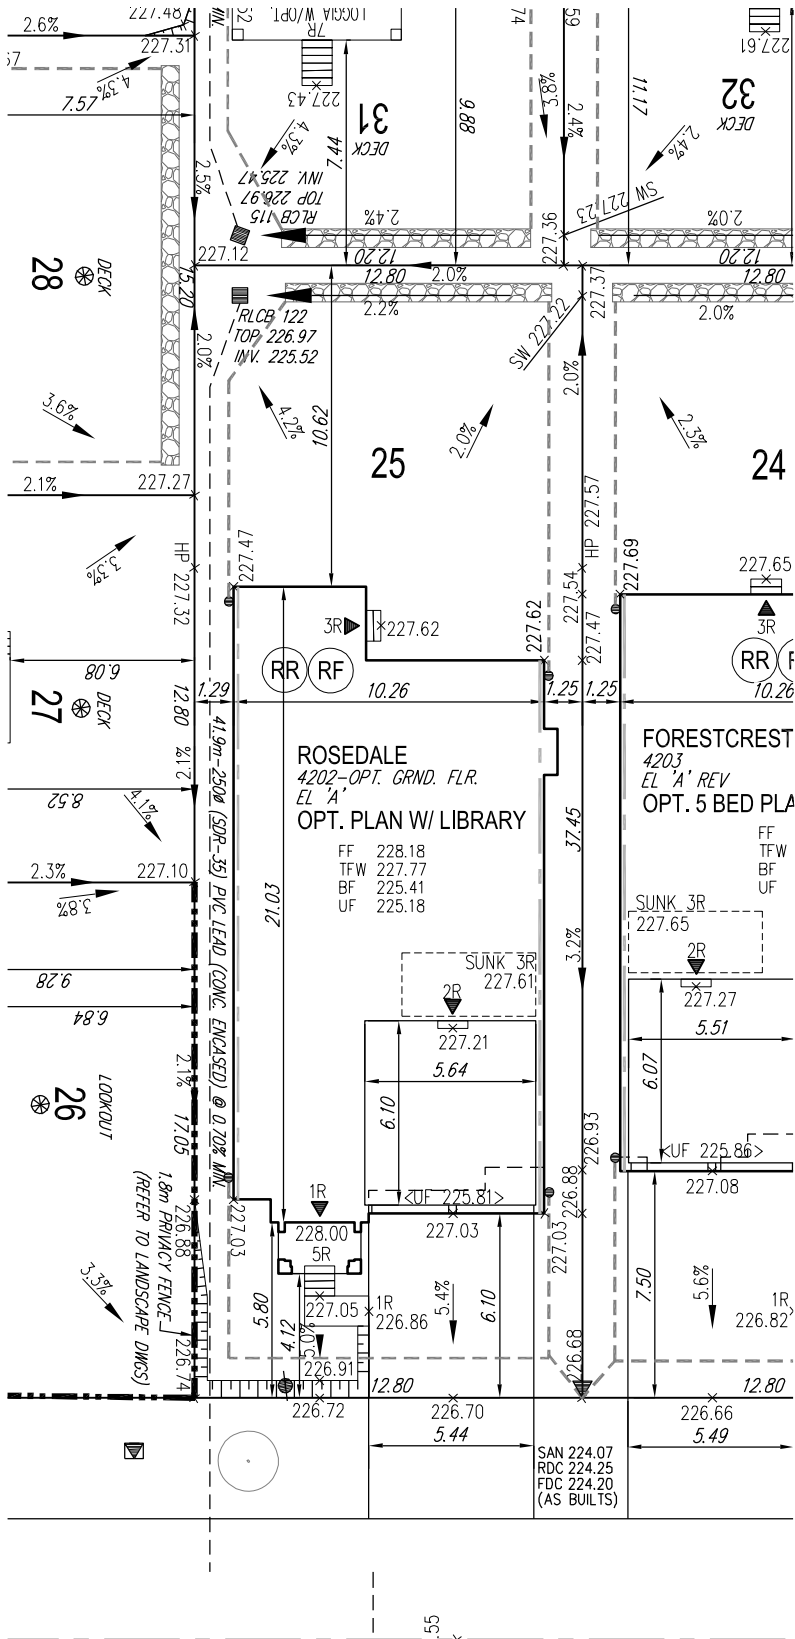 227.48
2.6%
227.31
4.3%
7.57
2.5%
MIN.
LOGGIA W/OPT.
7R
227.43
4.3%
7.44
31
DECK
9.88
74
59
3.8%
2.4%
11.17
227.61
32
DECK
2.4%
SW 227.23
INV. 225.47
TOP 226.97
RLCB 115
2.4%
227.36
2.0%
227.12
12.20
12.80
2.0%
12.20
12.80
227.37
28
DECK
15.20
2.0%
RLCB 122
TOP 226.97
INV. 225.52
2.2%
SW 227.22
2.0%
2.0%
3.6%
4.2%
10.62
2.0%
2.3%
25
24
2.1%
227.27
227.57
HP
3.3%
HP 227.32
227.47
227.54
227.69
227.65
3R
227.62
3R
227.62
227.47
6.08
RR
RF
RR
27
DECK
12.80
1.29
10.26
1.25
1.25
10.26
2.1%
8.52
4.1%
41.9m-250ø (SDR-35) PVC LEAD (CONC. ENCASED) @ 0.70% MIN.
ROSEDALE
4202-OPT. GRND. FLR.
EL 'A'
OPT. PLAN W/ LIBRARY
FF 228.18
TFW 227.77
BF 225.41
UF 225.18
FORESTCREST
4203
EL 'A' REV
OPT. 5 BED PLA
FF
TFW
BF
UF
37.45
2.3%
227.10
3.8%
21.03
3.2%
SUNK 3R
227.65
SUNK 3R
227.61
2R
227.21
2R
227.27
9.28
6.84
5.64
5.51
6.10
6.07
26
LOOKOUT
2.1%
17.05
226.93
<UF 225.86>
227.08
<UF 225.81>
227.03
226.88
227.03
1.8m PRIVACY FENCE
(REFER TO LANDSCAPE DWGS)
226.88
227.03
1R
228.00
5R
3.3%
5.80
4.12
227.05
1R
226.86
5.0%
226.91
5.4%
6.10
226.68
7.50
5.6%
1R
226.82
226.74
226.72
12.80
226.70
226.66
12.80
5.44
5.49
SAN 224.07
RDC 224.25
FDC 224.20
(AS BUILTS)
.55